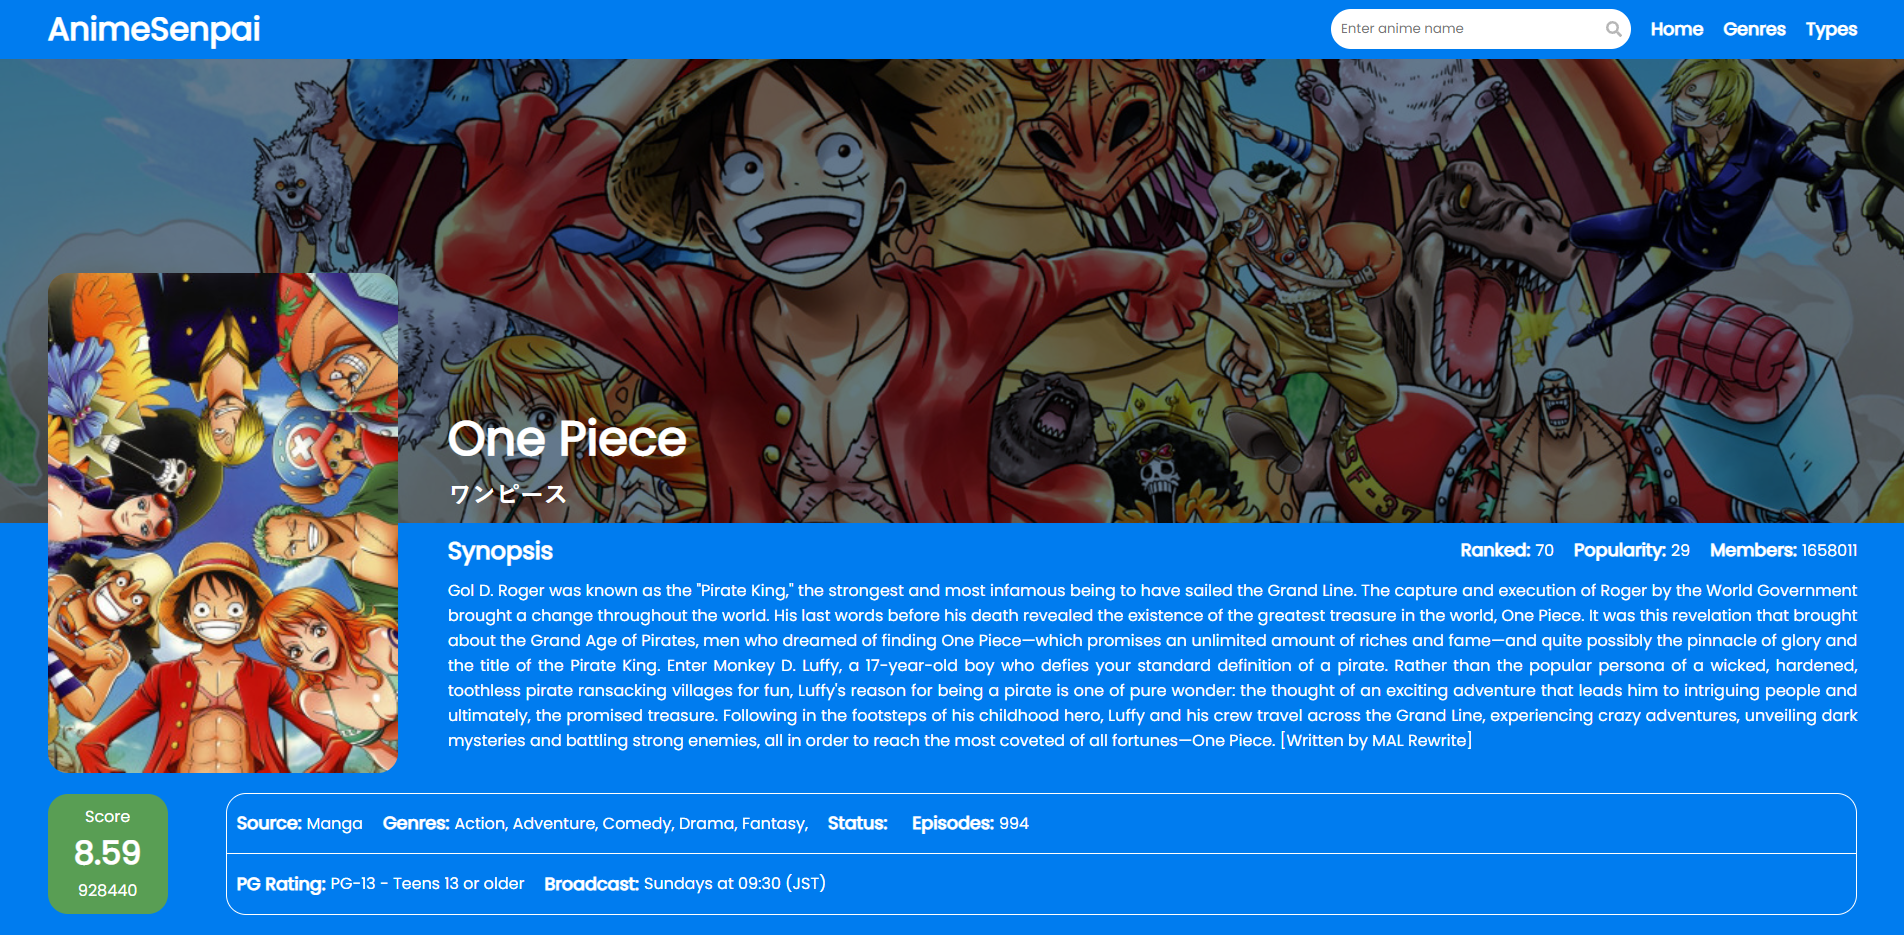 AnimeSenpai
Enter anime name
Home Genres Types
One Piece
ワンピース
RF-37
Synopsis
Ranked: 70 Popularity: 29 Members: 1658011
Gol D. Roger was known as the "Pirate King," the strongest and most infamous being to have sailed the Grand Line. The capture and execution of Roger by the World Government
brought a change throughout the world. His last words before his death revealed the existence of the greatest treasure in the world, One Piece. It was this revelation that brought
about the Grand Age of Pirates, men who dreamed of finding One Piece—which promises an unlimited amount of riches and fame—and quite possibly the pinnacle of glory and
the title of the Pirate King. Enter Monkey D. Luffy, a 17-year-old boy who defies your standard definition of a pirate. Rather than the popular persona of a wicked, hardened,
toothless pirate ransacking villages for fun, Luffy's reason for being a pirate is one of pure wonder: the thought of an exciting adventure that leads him to intriguing people and
ultimately, the promised treasure. Following in the footsteps of his childhood hero, Luffy and his crew travel across the Grand Line, experiencing crazy adventures, unveiling dark
mysteries and battling strong enemies, all in order to reach the most coveted of all fortunes—One Piece. [Written by MAL Rewrite]
Score
8.59
928440
Source: Manga Genres: Action, Adventure, Comedy, Drama, Fantasy, Status: Episodes: 994
PG Rating: PG-13 - Teens 13 or older Broadcast: Sundays at 09:30 (JST)